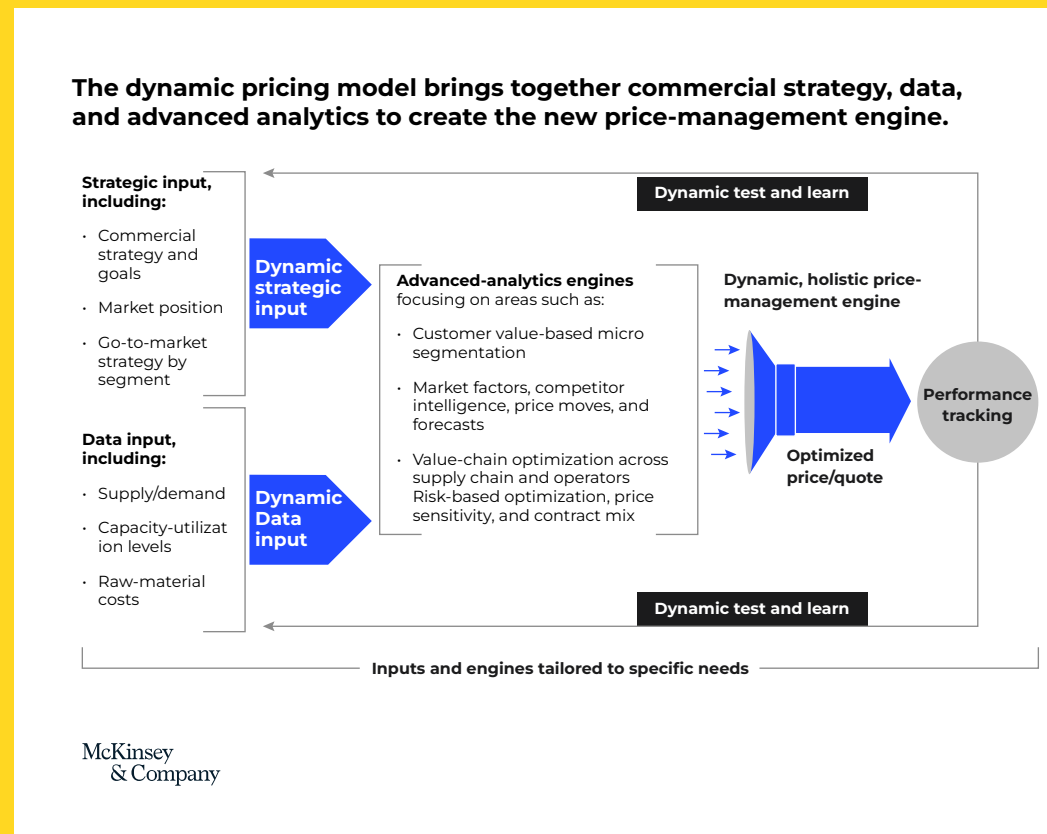 The dynamic pricing model brings together commercial strategy, data,
and advanced analytics to create the new price-management engine.
Strategic input,
including:
• Commercial
strategy and
goals
• Market position
• Go-to-market
strategy by
segment
Dynamic
strategic
input
Data input,
including:
• Supply/demand
• Capacity-utilizat
ion levels
• Raw-material
costs
Dynamic
Data
input
Advanced-analytics engines
focusing on areas such as:
• Customer value-based micro
segmentation
• Market factors, competitor
intelligence, price moves, and
forecasts
• Value-chain optimization across
supply chain and operators
Risk-based optimization, price
sensitivity, and contract mix
Dynamic test and learn
Dynamic, holistic price-
management engine
Optimized
price/quote
Performance
tracking
Dynamic test and learn
Inputs and engines tailored to specific needs
McKinsey
& Company